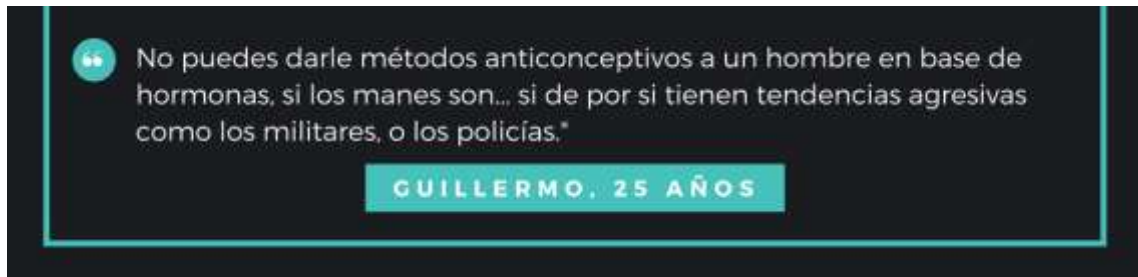 “ No puedes darle métodos anticonceptivos a un hombre en base de
hormonas, si los manes son... si de por si tienen tendencias agresivas
como los militares, o los policías."
GUILLERMO, 25 AÑOS